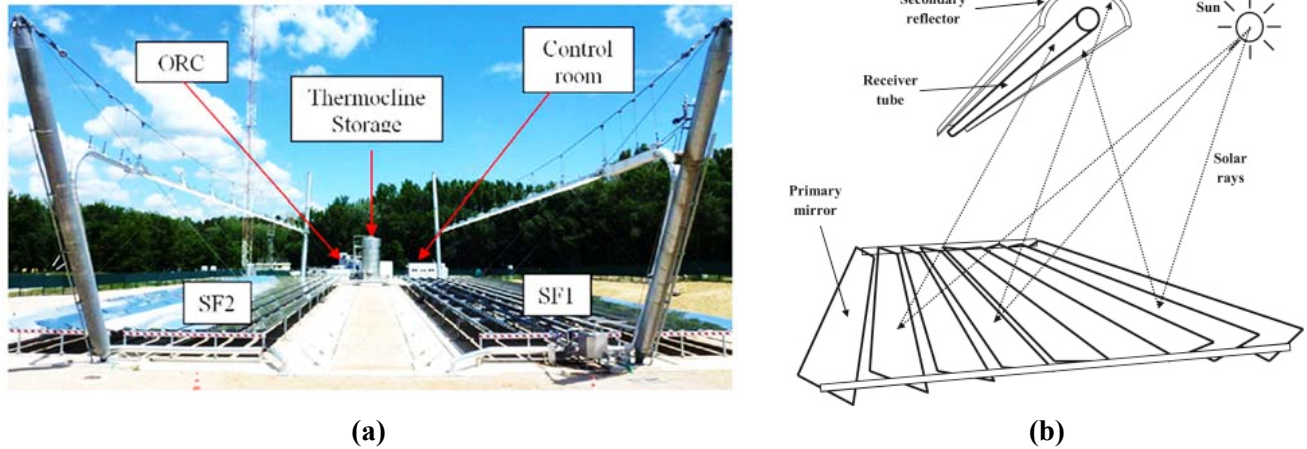 ORC
Thermocline
Storage
Control
room
SF2
SF1
(a)
Secondary
reflector
Sun
Receiver
tube
Solar
rays
Primary
mirror
(b)